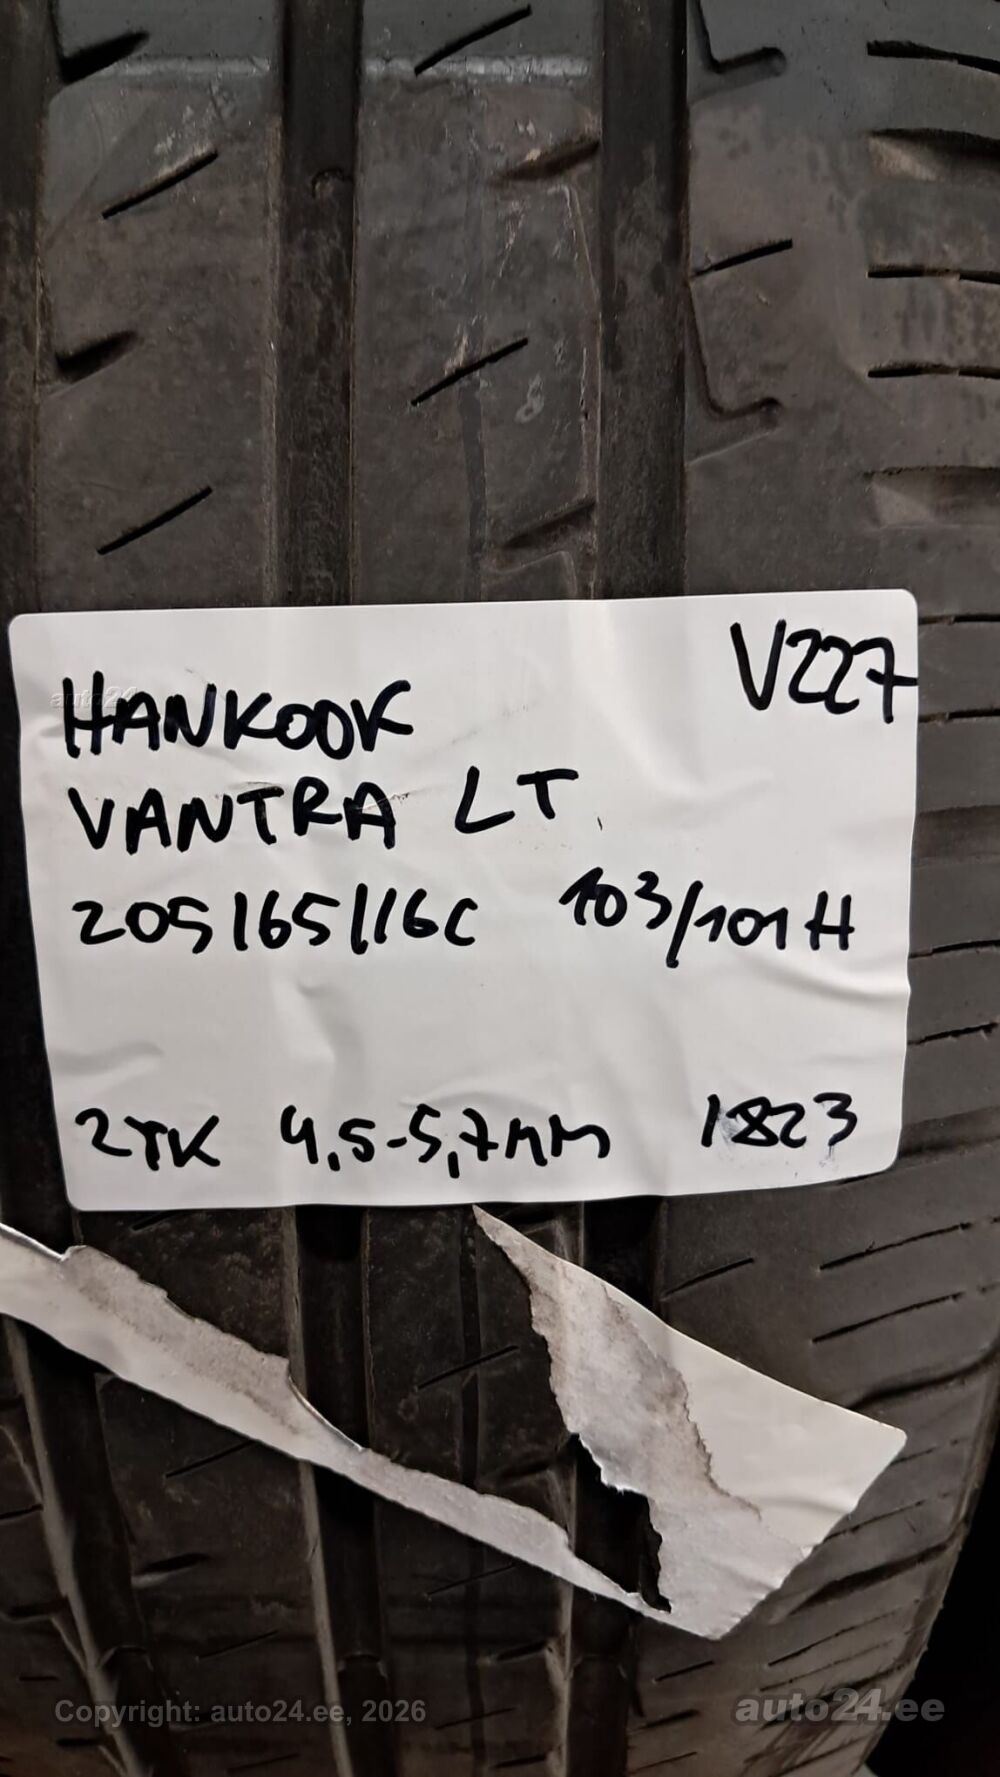 V227
auto24
HANKOOK
VANTRA LT
205/65/16C 103/101H
2TK 4,5-5,7MM 1823
Copyright: auto24.ee, 2026
auto24.ee